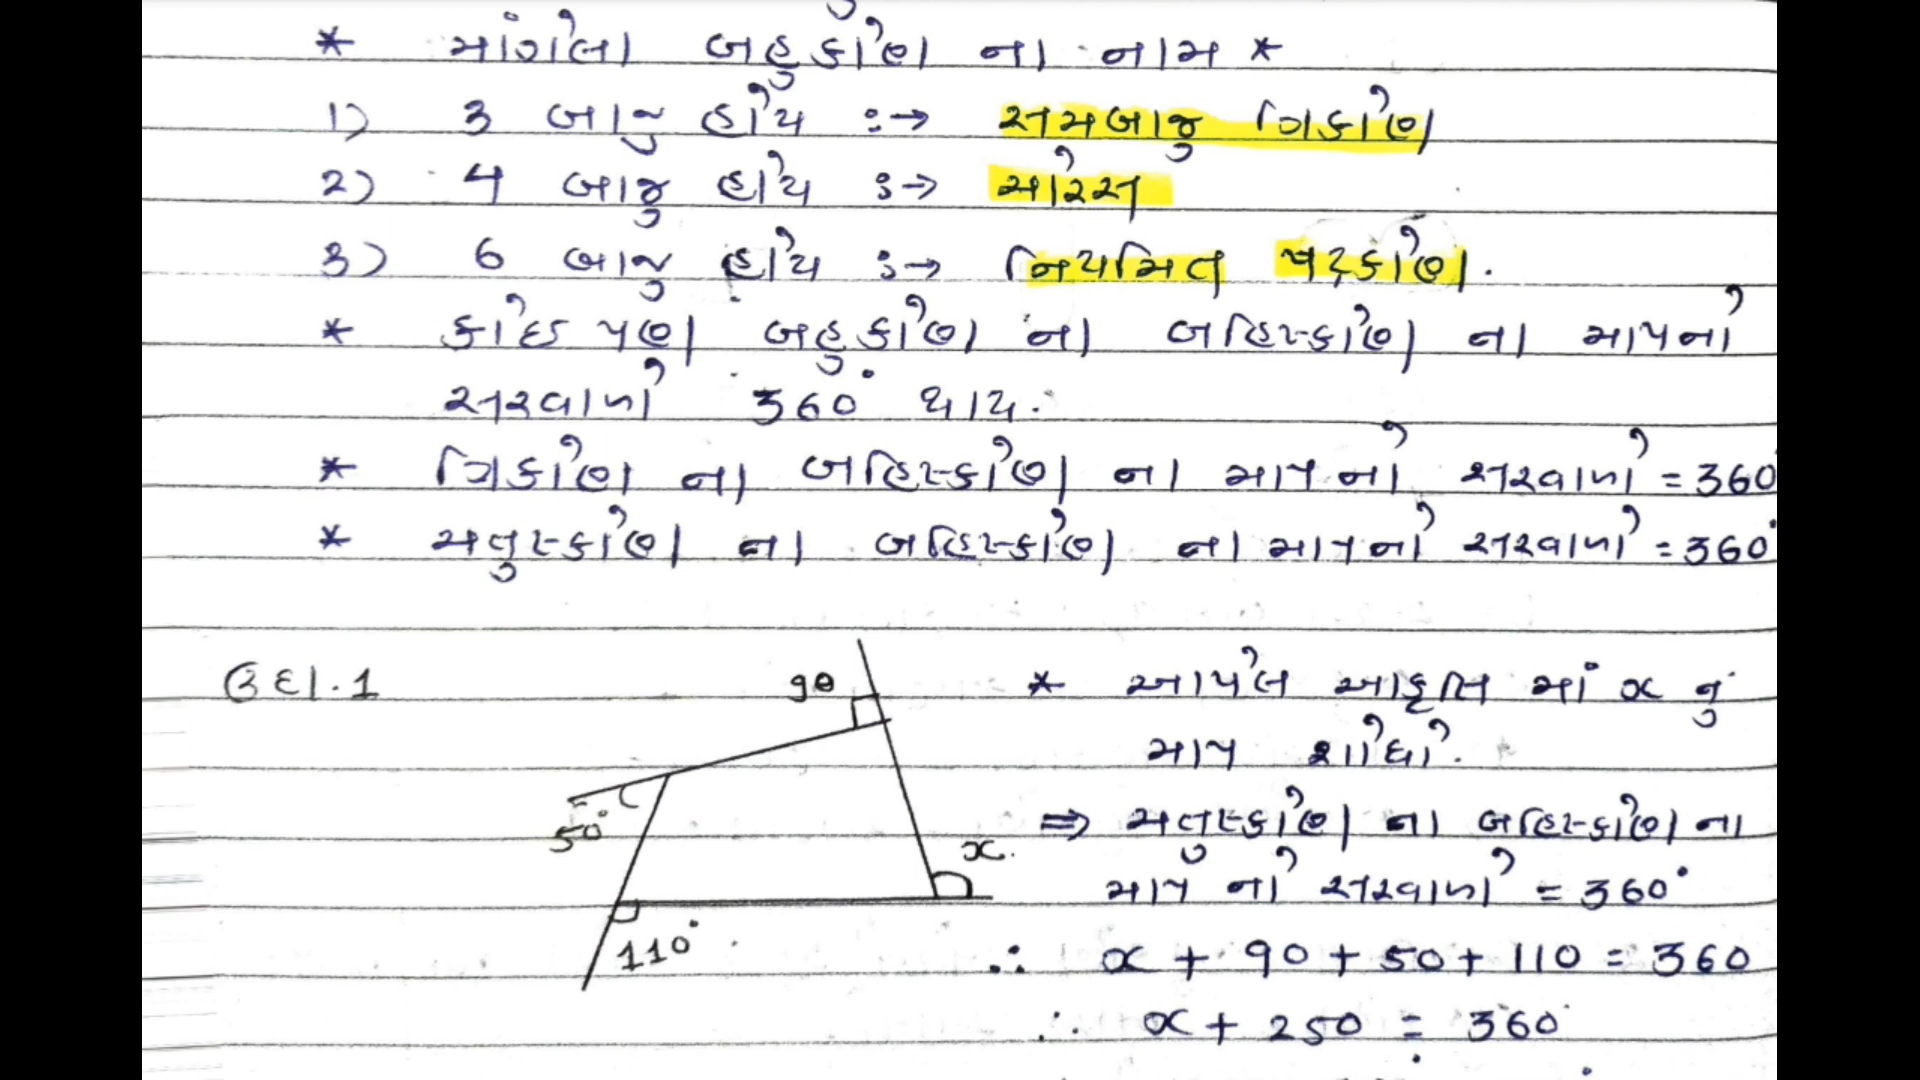 * માંગેલા બહુકોણ ના નામ *
1) 3 બાજુ હોય :→ સમબાજુ ત્રિકોણ
2) 4 બાજુ હોય :→ ચોરસ
3) 6 બાજુ હોય :→ નિયમિત ષટ્કોણ.
* કોઇ પણ બહુકોણ ના બહિષ્કોણ ના માપનો
સરવાળો 360° થાય.
* ત્રિકોણ ના બહિષ્કોણ ના માપનો સરવાળો = 360
* ચતુષ્કોણ ના બહિષ્કોણ ના માપનો સરવાળો = 360°
ઉદા.1
90
50°
x.
110°
* આપેલ આકૃતિ માં x નું
માપ શોધો.
⇒ ચતુષ્કોણ ના બહિષ્કોણ ના
માપ નો સરવાળો = 360°
∴ x + 90 + 50 + 110 = 360
∴ x + 250 = 360